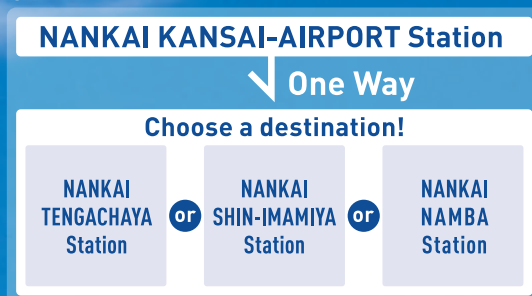 NANKAI KANSAI-AIRPORT Station
One Way
Choose a destination!
NANKAI
TENGACHAYA
Station
or
NANKAI
SHIN-IMAMIYA
Station
or
NANKAI
NAMBA
Station